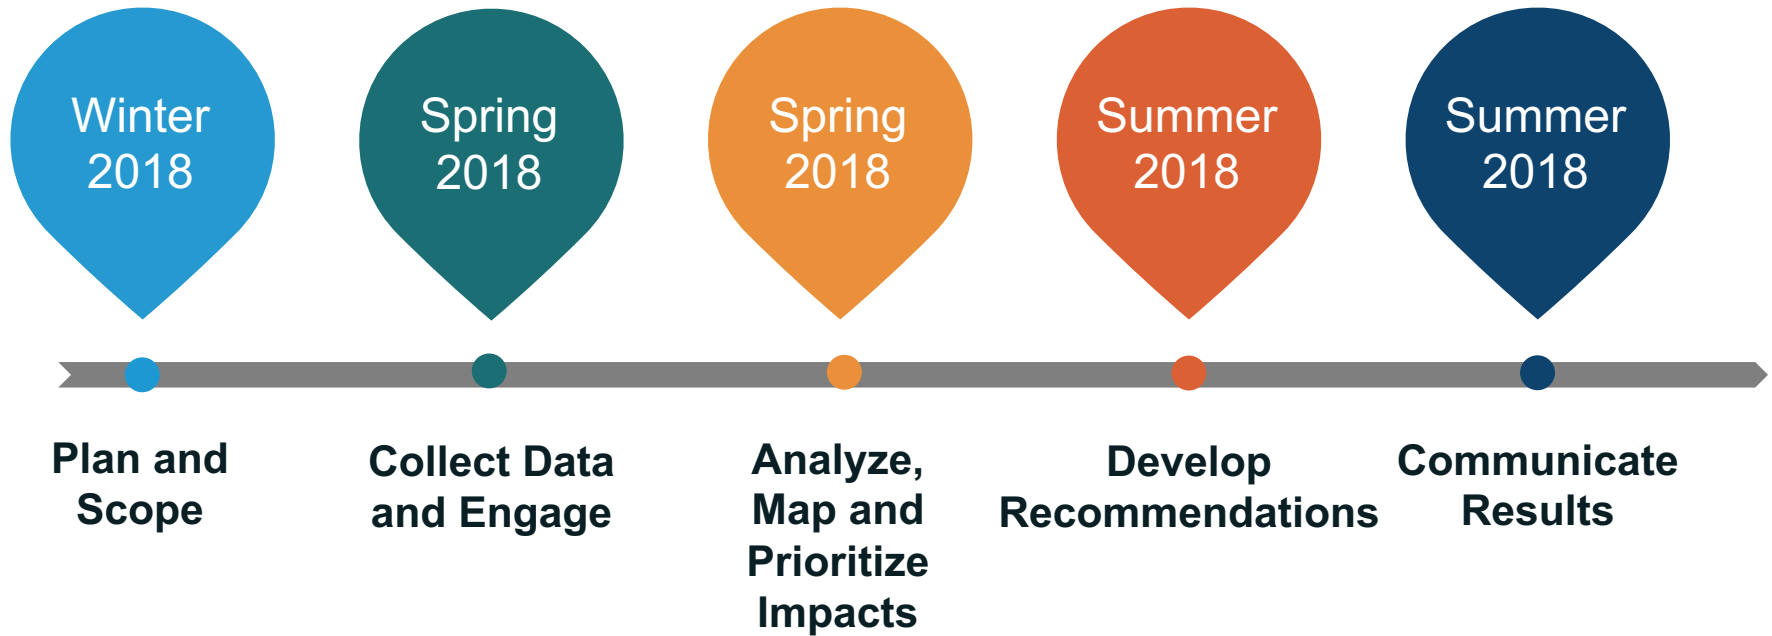 Winter
2018
Spring
2018
Spring
2018
Summer
2018
Summer
2018
Plan and
Scope
Collect Data
and Engage
Analyze,
Map and
Prioritize
Impacts
Develop
Recommendations
Communicate
Results